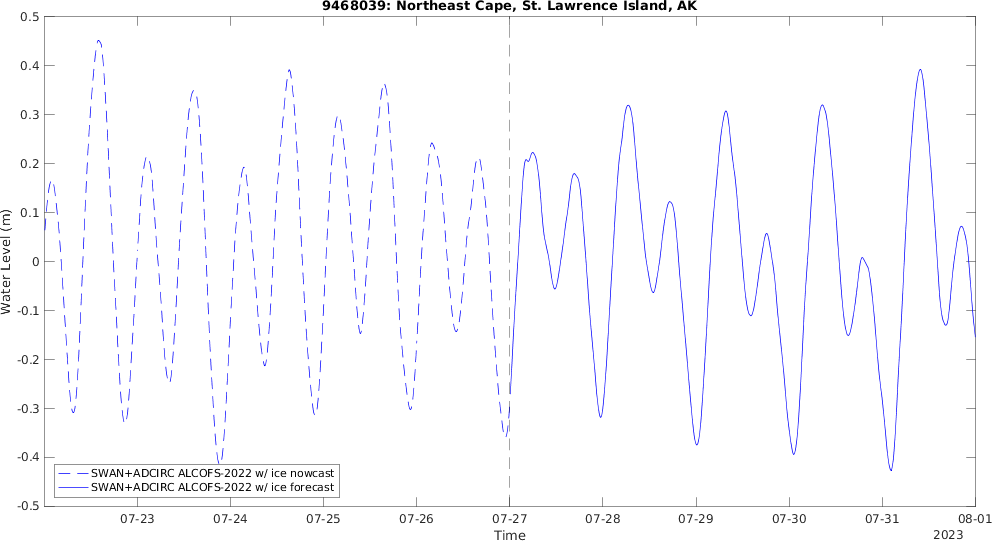 9468039: Northeast Cape, St. Lawrence Island, AK
0.5
0.4
0.3
0.2
0.1
0
-0.1
-0.2
-0.3
-0.4
-0.5
Water Level (m)
SWAN+ADCIRC ALCOFS-2022 w/ ice nowcast
SWAN+ADCIRC ALCOFS-2022 w/ ice forecast
07-23 07-24 07-25 07-26 07-27 07-28 07-29 07-30 07-31 08-01
Time
2023